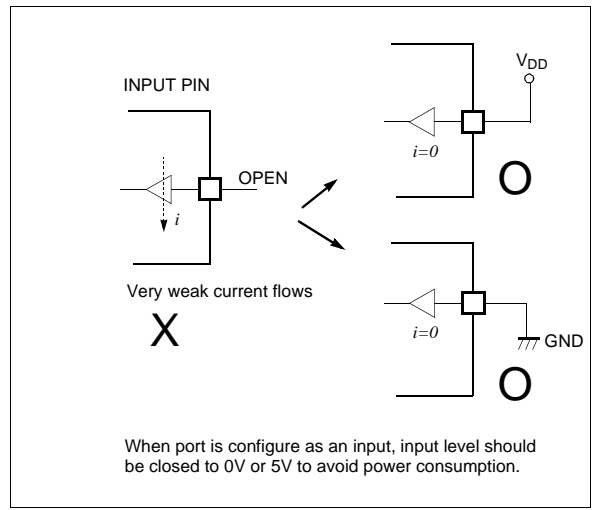 INPUT PIN
OPEN
i
Very weak current flows
X
VDD
i=0
O
i=0
GND
O
When port is configure as an input, input level should
be closed to 0V or 5V to avoid power consumption.